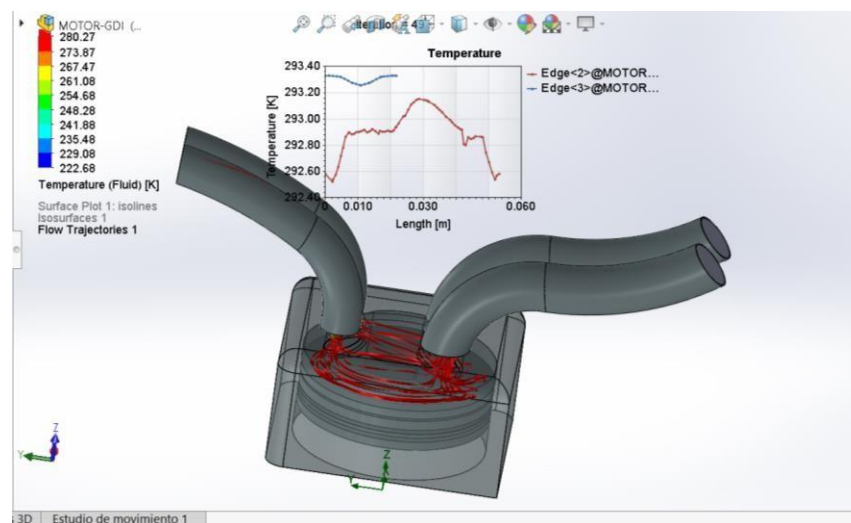 MOTOR-GDI (...
280.27
273.87
267.47
261.08
254.68
248.28
241.88
235.48
229.08
222.68
Temperature (Fluid) [K]
Surface Plot 1: isolines
Isosurfaces 1
Flow Trajectories 1
Temperature
293.40
293.20
293.00
292.80
292.60
292.40
Temperature [K]
0
0.010
0.030
0.060
Length [m]
Edge<2>@MOTOR...
Edge<3>@MOTOR...
Z
Y
Z
Y
3D
Estudio de movimiento 1